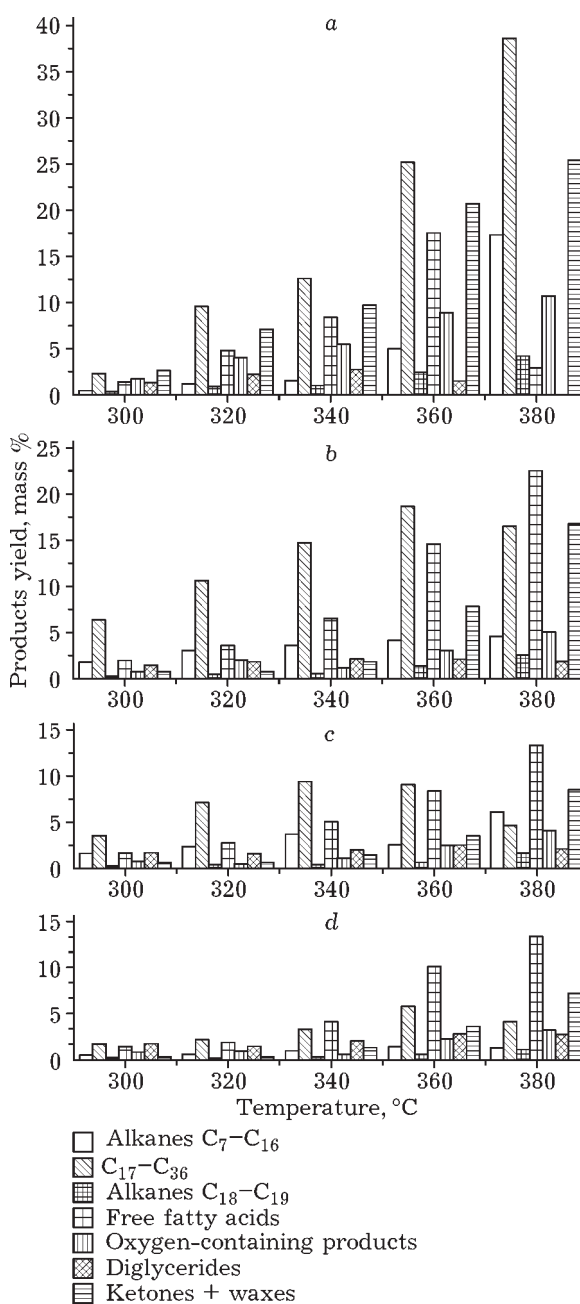 a
40
35
30
25
20
15
10
5
0
300 320 340 360 380
b
25
20
15
10
5
0
300 320 340 360 380
Products yield, mass %
c
15
10
5
0
300 320 340 360 380
d
15
10
5
0
300 320 340 360 380
Temperature, °C
Alkanes C₇–C₁₆
C₁₇–C₃₆
Alkanes C₁₈–C₁₉
Free fatty acids
Oxygen-containing products
Diglycerides
Ketones + waxes